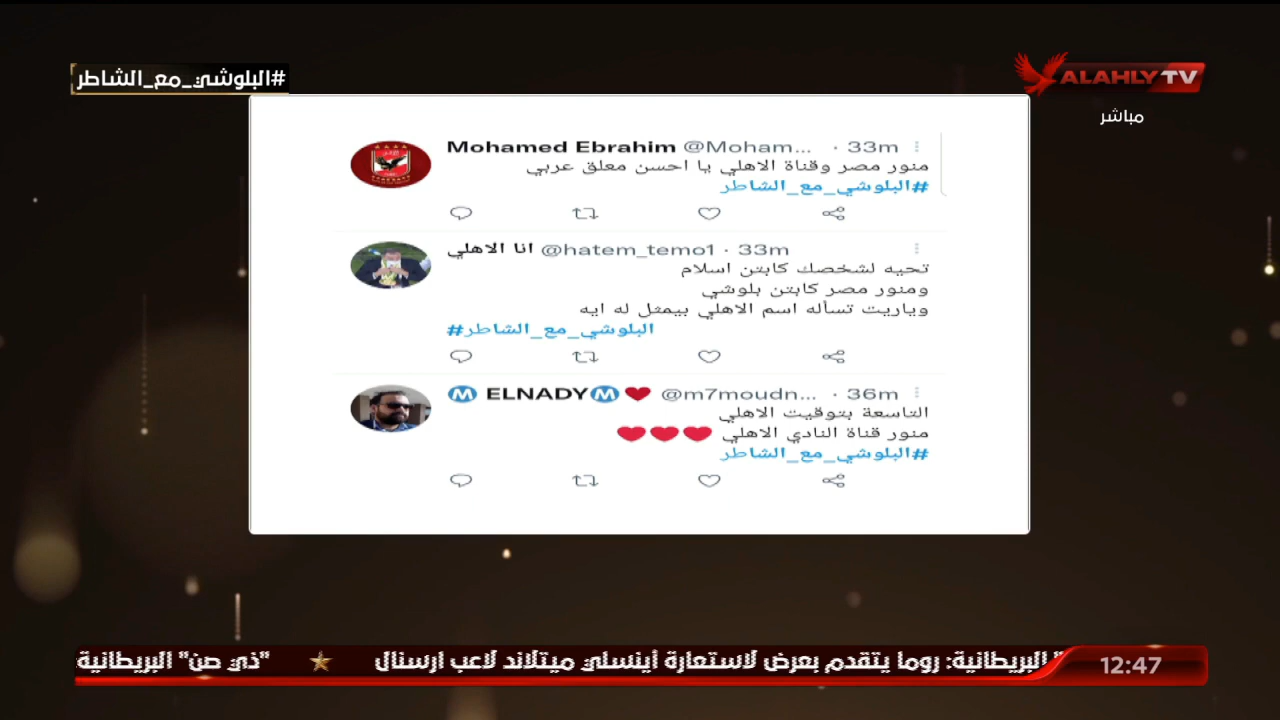 #البلوشي_مع_الشاطر
ALAHLY TV
مباشر
Mohamed Ebrahim @Moham... · 33m
منور مصر وقناة الاهلي يا احسن معلق عربي
#البلوشي_مع_الشاطر
انا الاهلي @hatem_temo1 · 33m
تحيه لشخصك كابتن اسلام
ومنور مصر كابتن بلوشي
وياريت تسأله اسم الاهلي بيمثل له ايه
#البلوشي_مع_الشاطر
Ⓜ️ ELNADYⓂ️ ❤️ @m7moudn... · 36m
التاسعة بتوقيت الاهلي
منور قناة النادي الاهلي ❤️❤️❤️
#البلوشي_مع_الشاطر
" البريطانية: روما يتقدم بعرض لاستعارة أينسلي ميتلاند لاعب ارسنال ★ "ذي صن" البريطانية
12:47